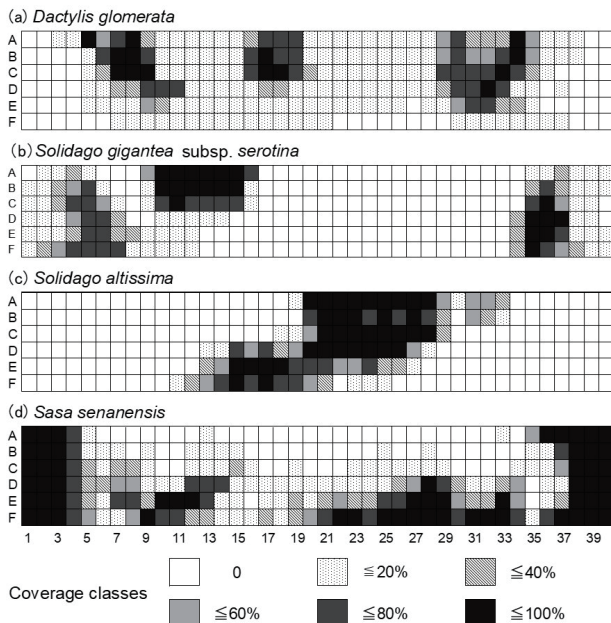 (a) Dactylis glomerata
A
B
C
D
E
F
(b) Solidago gigantea subsp. serotina
A
B
C
D
E
F
(c) Solidago altissima
A
B
C
D
E
F
(d) Sasa senanensis
A
B
C
D
E
F
1 3 5 7 9 11 13 15 17 19 21 23 25 27 29 31 33 35 37 39
Coverage classes
0 ≦20% ≦40%
≦60% ≦80% ≦100%